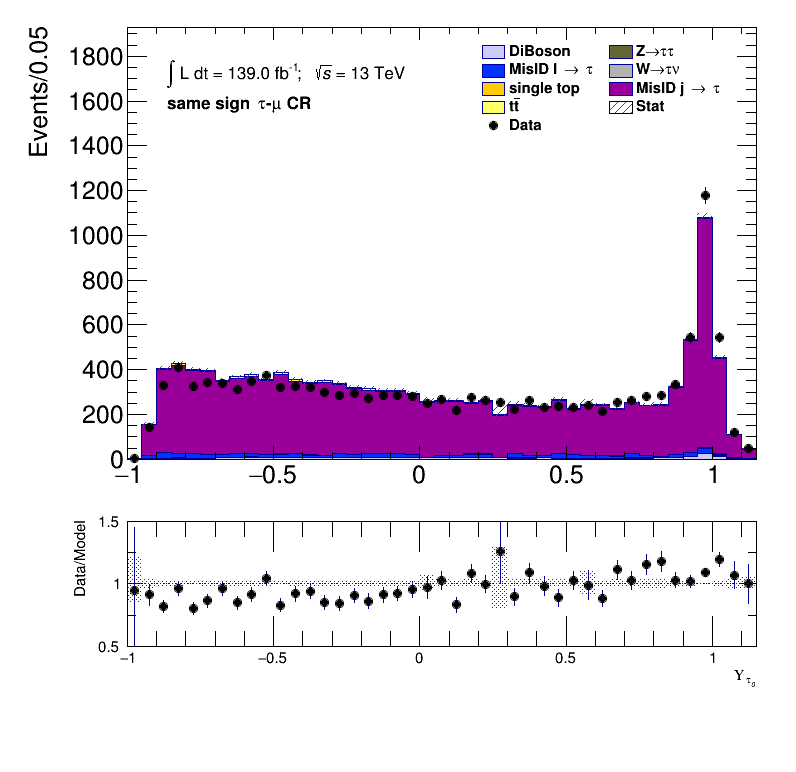 Events/0.05
1800
1600
1400
1200
1000
800
600
400
200
0
∫ L dt = 139.0 fb⁻¹; √s = 13 TeV
same sign τ-μ CR
DiBoson
MisID l → τ
single top
tt̄
Data
Z→ττ
W→τν
MisID j → τ
Stat
−1 −0.5 0 0.5 1
Data/Model
1.5
1
0.5
−1 −0.5 0 0.5 1
Υτ₀